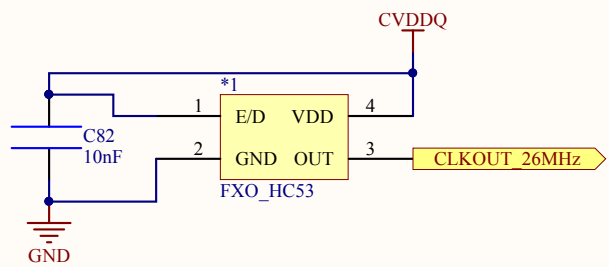 CVDDQ
*1
1 E/D VDD 4
C82
10nF
2 GND OUT 3 CLKOUT_26MHz
FXO_HC53
GND